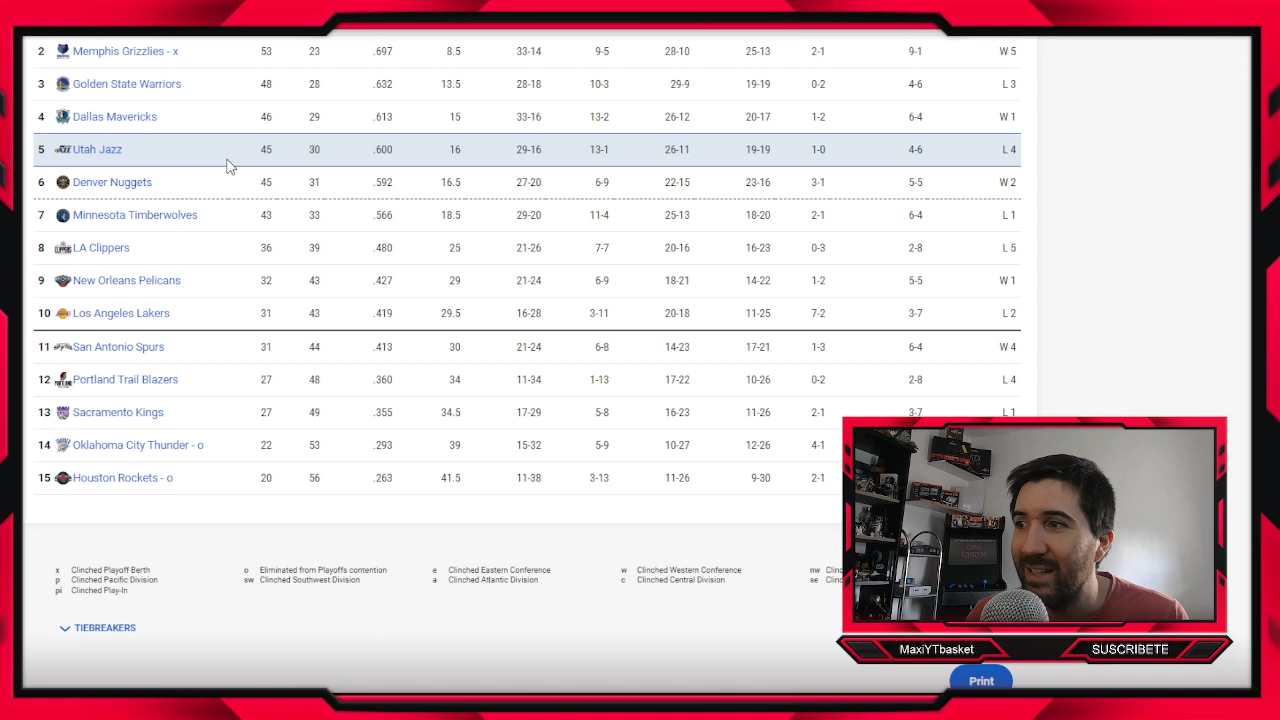 2 Memphis Grizzlies - x 53 23 .697 8.5 33-14 9-5 28-10 25-13 2-1 9-1 W 5
3 Golden State Warriors 48 28 .632 13.5 28-18 10-3 29-9 19-19 0-2 4-6 L 3
4 Dallas Mavericks 46 29 .613 15 33-16 13-2 26-12 20-17 1-2 6-4 W 1
5 Utah Jazz 45 30 .600 16 29-16 13-1 26-11 19-19 1-0 4-6 L 4
6 Denver Nuggets 45 31 .592 16.5 27-20 6-9 22-15 23-16 3-1 5-5 W 2
7 Minnesota Timberwolves 43 33 .566 18.5 29-20 11-4 25-13 18-20 2-1 6-4 L 1
8 LA Clippers 36 39 .480 25 21-26 7-7 20-16 16-23 0-3 2-8 L 5
9 New Orleans Pelicans 32 43 .427 29 21-24 6-9 18-21 14-22 1-2 5-5 W 1
10 Los Angeles Lakers 31 43 .419 29.5 16-28 3-11 20-18 11-25 7-2 3-7 L 2
11 San Antonio Spurs 31 44 .413 30 21-24 6-8 14-23 17-21 1-3 6-4 W 4
12 Portland Trail Blazers 27 48 .360 34 11-34 1-13 17-22 10-26 0-2 2-8 L 4
13 Sacramento Kings 27 49 .355 34.5 17-29 5-8 16-23 11-26 2-1 3-7 L 1
14 Oklahoma City Thunder - o 22 53 .293 39 15-32 5-9 10-27 12-26 4-1
15 Houston Rockets - o 20 56 .263 41.5 11-38 3-13 11-26 9-30 2-1
x Clinched Playoff Berth o Eliminated from Playoffs contention e Clinched Eastern Conference w Clinched Western Conference nw
p Clinched Pacific Division sw Clinched Southwest Division a Clinched Atlantic Division c Clinched Central Division se
pi Clinched Play-In
TIEBREAKERS
MaxiYTbasket SUSCRIBETE
Print